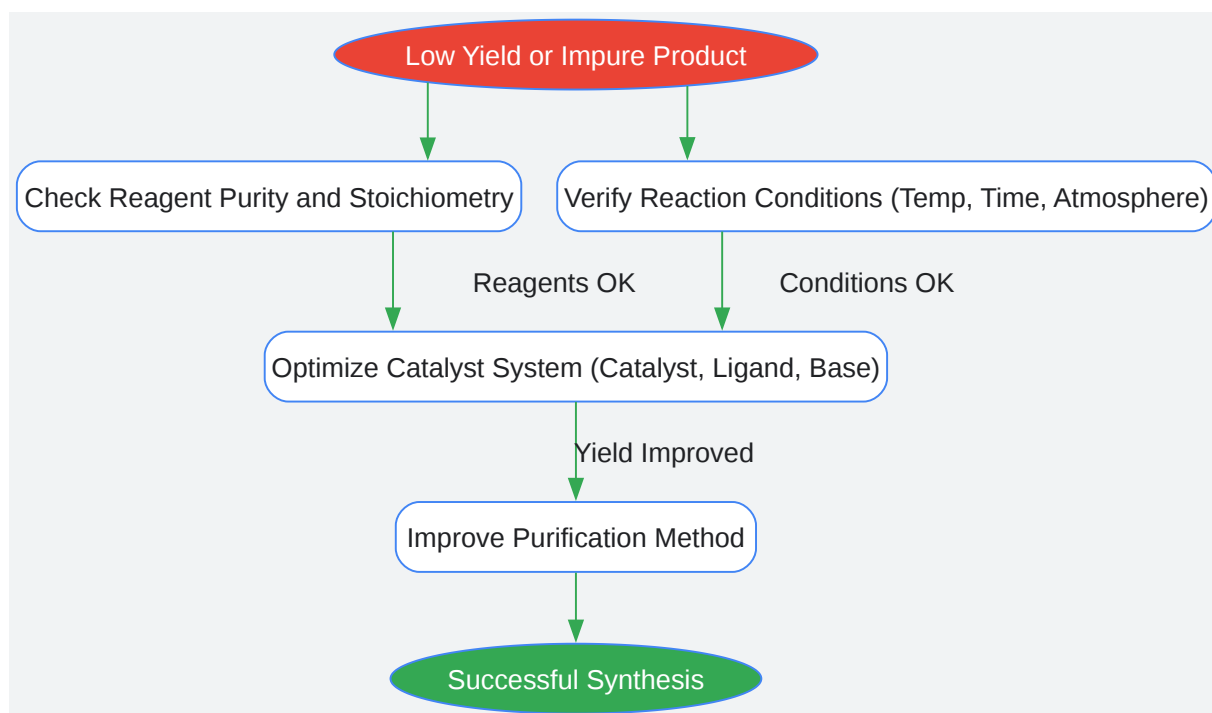 Low Yield or Impure Product
Check Reagent Purity and Stoichiometry
Verify Reaction Conditions (Temp, Time, Atmosphere)
Reagents OK
Conditions OK
Optimize Catalyst System (Catalyst, Ligand, Base)
Yield Improved
Improve Purification Method
Successful Synthesis